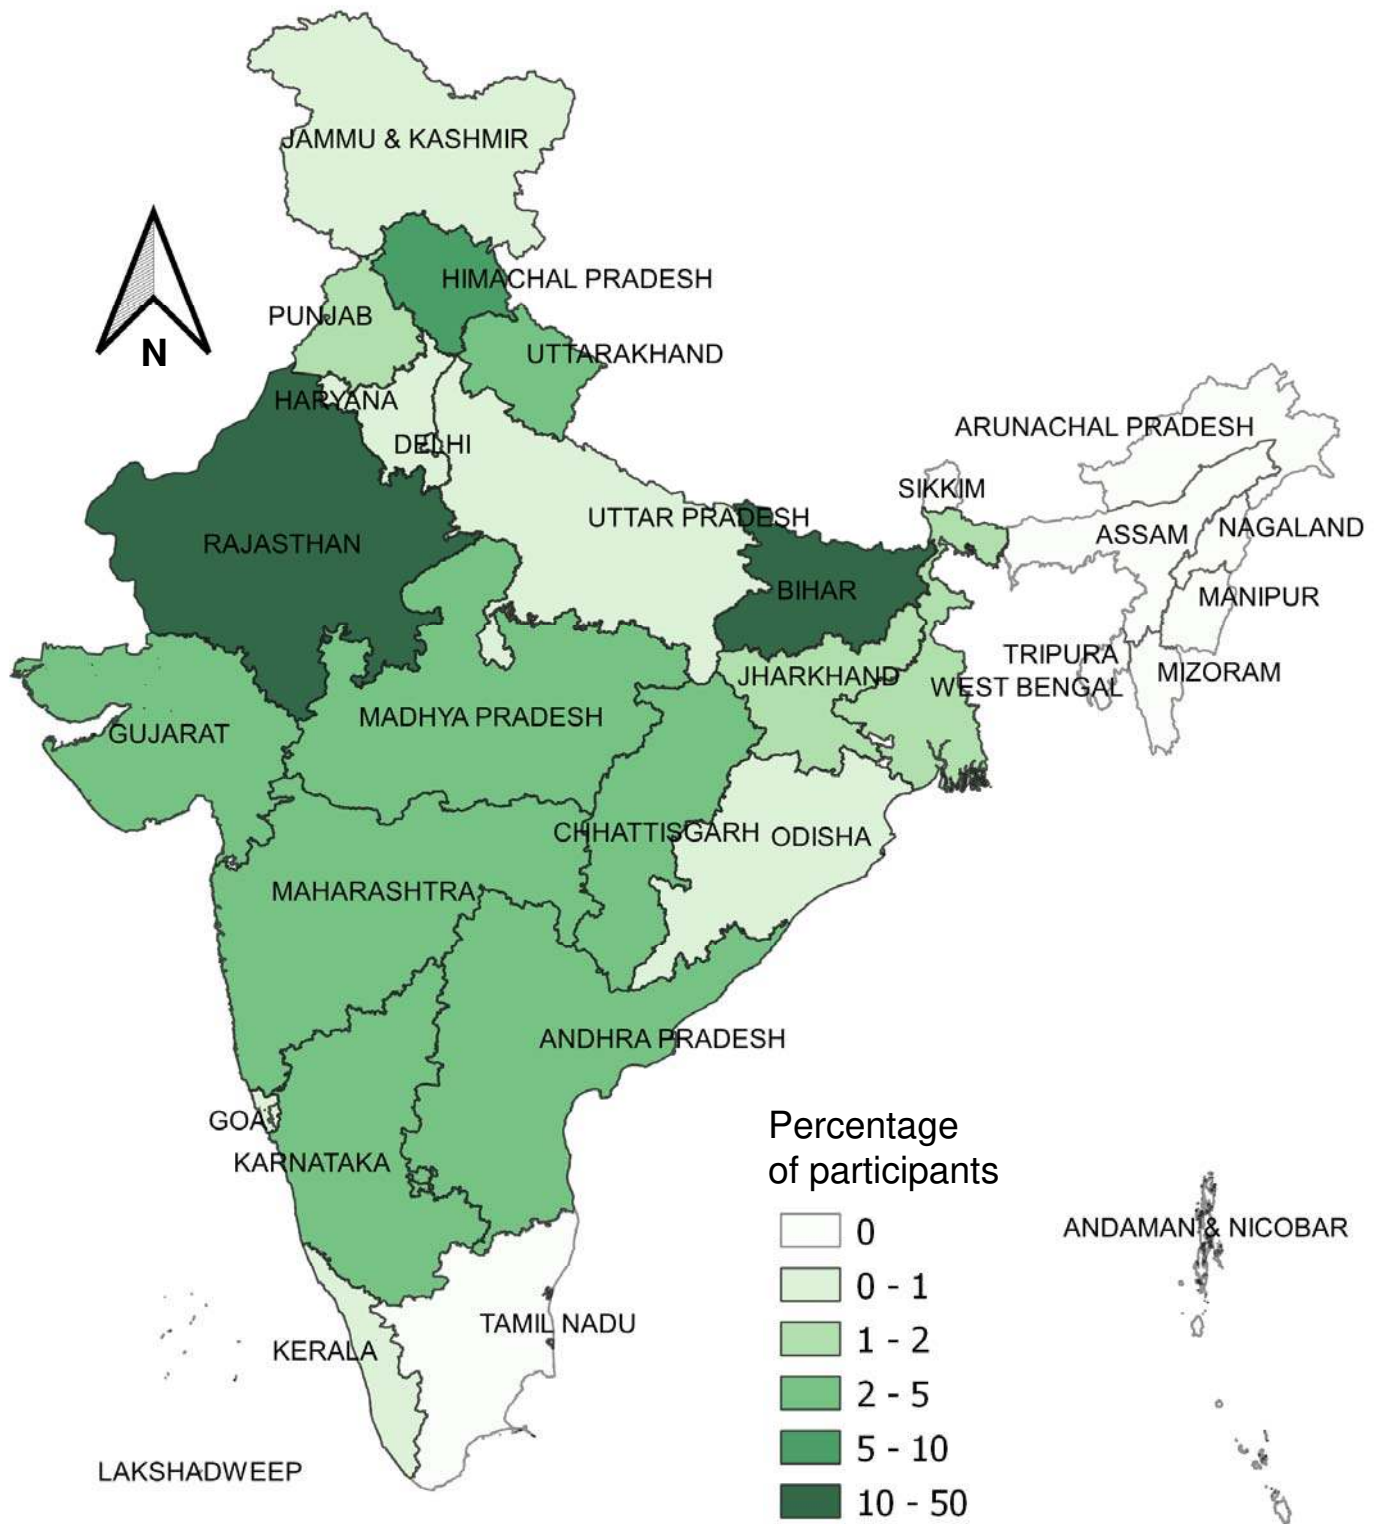 JAMMU & KASHMIR
HIMACHAL PRADESH
PUNJAB
N
UTTARAKHAND
HARYANA
DELHI
ARUNACHAL PRADESH
SIKKIM
UTTAR PRADESH
ASSAM
NAGALAND
RAJASTHAN
BIHAR
MANIPUR
TRIPURA
JHARKHAND
WEST BENGAL
MIZORAM
MADHYA PRADESH
GUJARAT
CHHATTISGARH
ODISHA
MAHARASHTRA
ANDHRA PRADESH
GOA
KARNATAKA
TAMIL NADU
KERALA
LAKSHADWEEP
ANDAMAN & NICOBAR
Percentage
of participants
0
0 - 1
1 - 2
2 - 5
5 - 10
10 - 50